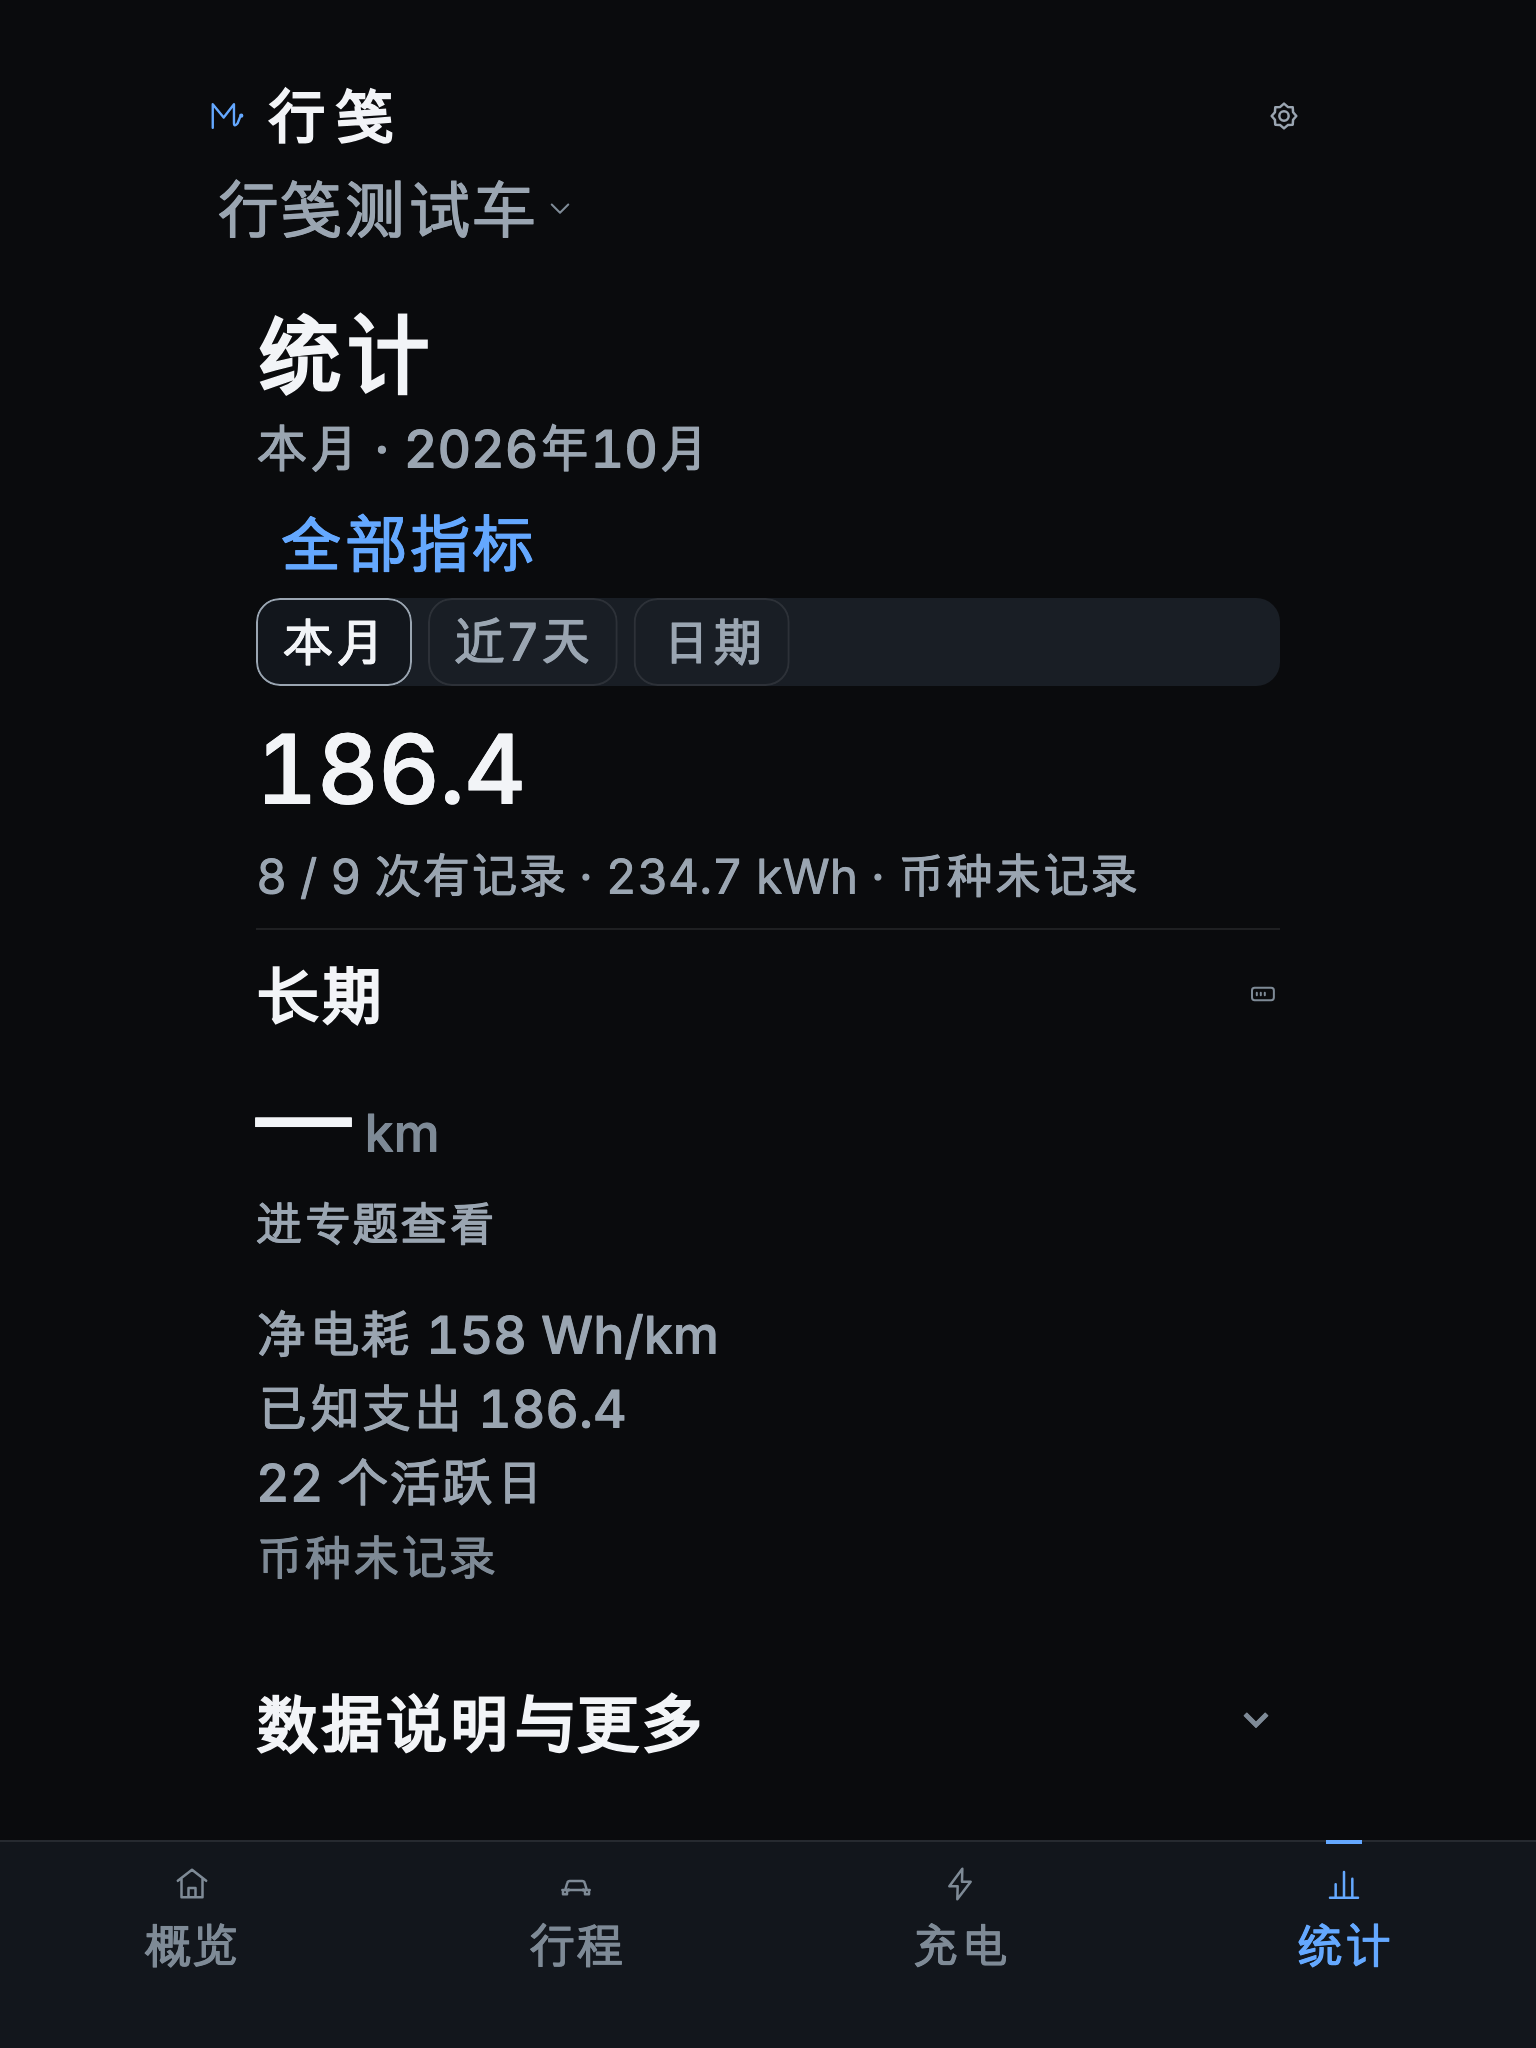 行笺
行笺测试车
统计
本月 · 2026年10月
全部指标
本月 近7天 日期
186.4
8 / 9 次有记录 · 234.7 kWh · 币种未记录
长期
— km
进专题查看
净电耗 158 Wh/km
已知支出 186.4
22 个活跃日
币种未记录
数据说明与更多
概览 行程 充电 统计